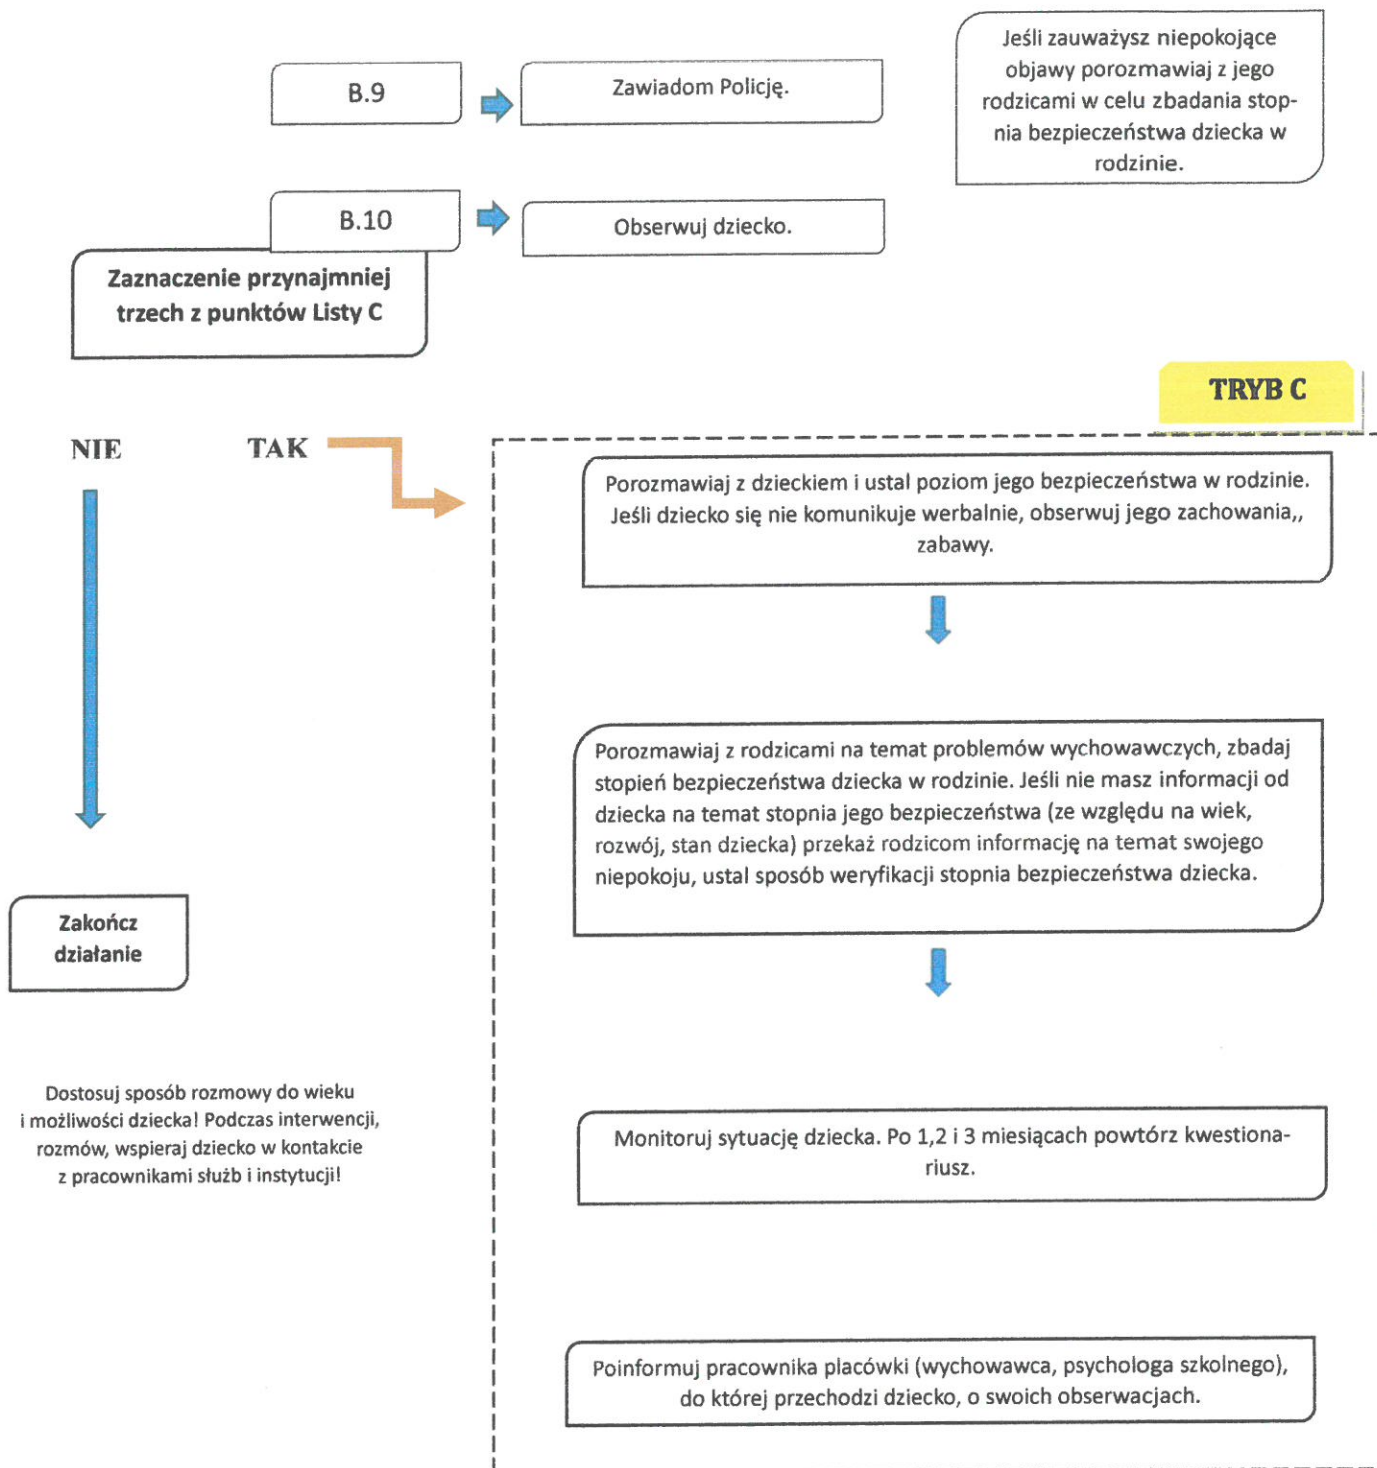 B.9
Zawiadom Policję.
Jeśli zauważysz niepokojące
objawy porozmawiaj z jego
rodzicami w celu zbadania stop-
nia bezpieczeństwa dziecka w
rodzinie.
B.10
Obserwuj dziecko.
Zaznaczenie przynajmniej
trzech z punktów Listy C
TRYB C
NIE
TAK
Porozmawiaj z dzieckiem i ustal poziom jego bezpieczeństwa w rodzinie.
Jeśli dziecko się nie komunikuje werbalnie, obserwuj jego zachowania,,
zabawy.
Porozmawiaj z rodzicami na temat problemów wychowawczych, zbadaj
stopień bezpieczeństwa dziecka w rodzinie. Jeśli nie masz informacji od
dziecka na temat stopnia jego bezpieczeństwa (ze względu na wiek,
rozwój, stan dziecka) przekaż rodzicom informację na temat swojego
niepokoju, ustal sposób weryfikacji stopnia bezpieczeństwa dziecka.
Zakończ
działanie
Dostosuj sposób rozmowy do wieku
i możliwości dziecka! Podczas interwencji,
rozmów, wspieraj dziecko w kontakcie
z pracownikami służb i instytucji!
Monitoruj sytuację dziecka. Po 1,2 i 3 miesiącach powtórz kwestiona-
riusz.
Poinformuj pracownika placówki (wychowawca, psychologa szkolnego),
do której przechodzi dziecko, o swoich obserwacjach.